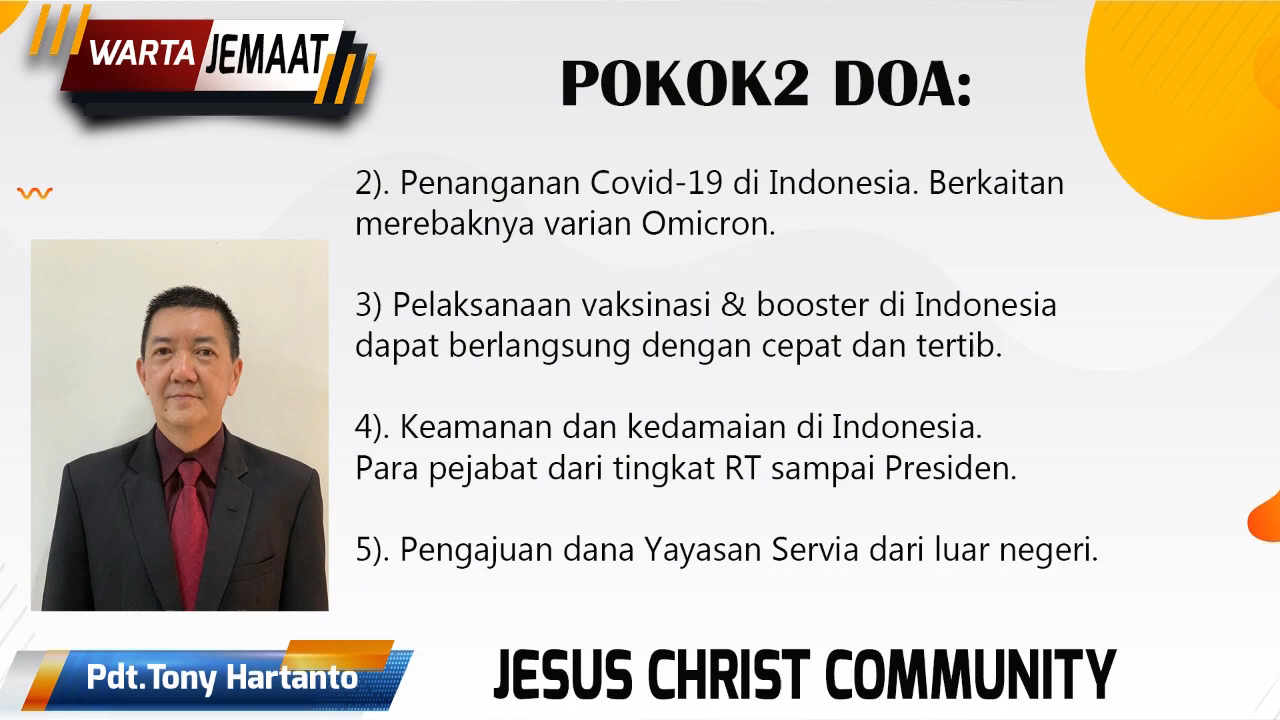 WARTA JEMAAT
POKOK2 DOA:
2). Penanganan Covid-19 di Indonesia. Berkaitan
merebaknya varian Omicron.
3) Pelaksanaan vaksinasi & booster di Indonesia
dapat berlangsung dengan cepat dan tertib.
4). Keamanan dan kedamaian di Indonesia.
Para pejabat dari tingkat RT sampai Presiden.
5). Pengajuan dana Yayasan Servia dari luar negeri.
Pdt.Tony Hartanto
JESUS CHRIST COMMUNITY